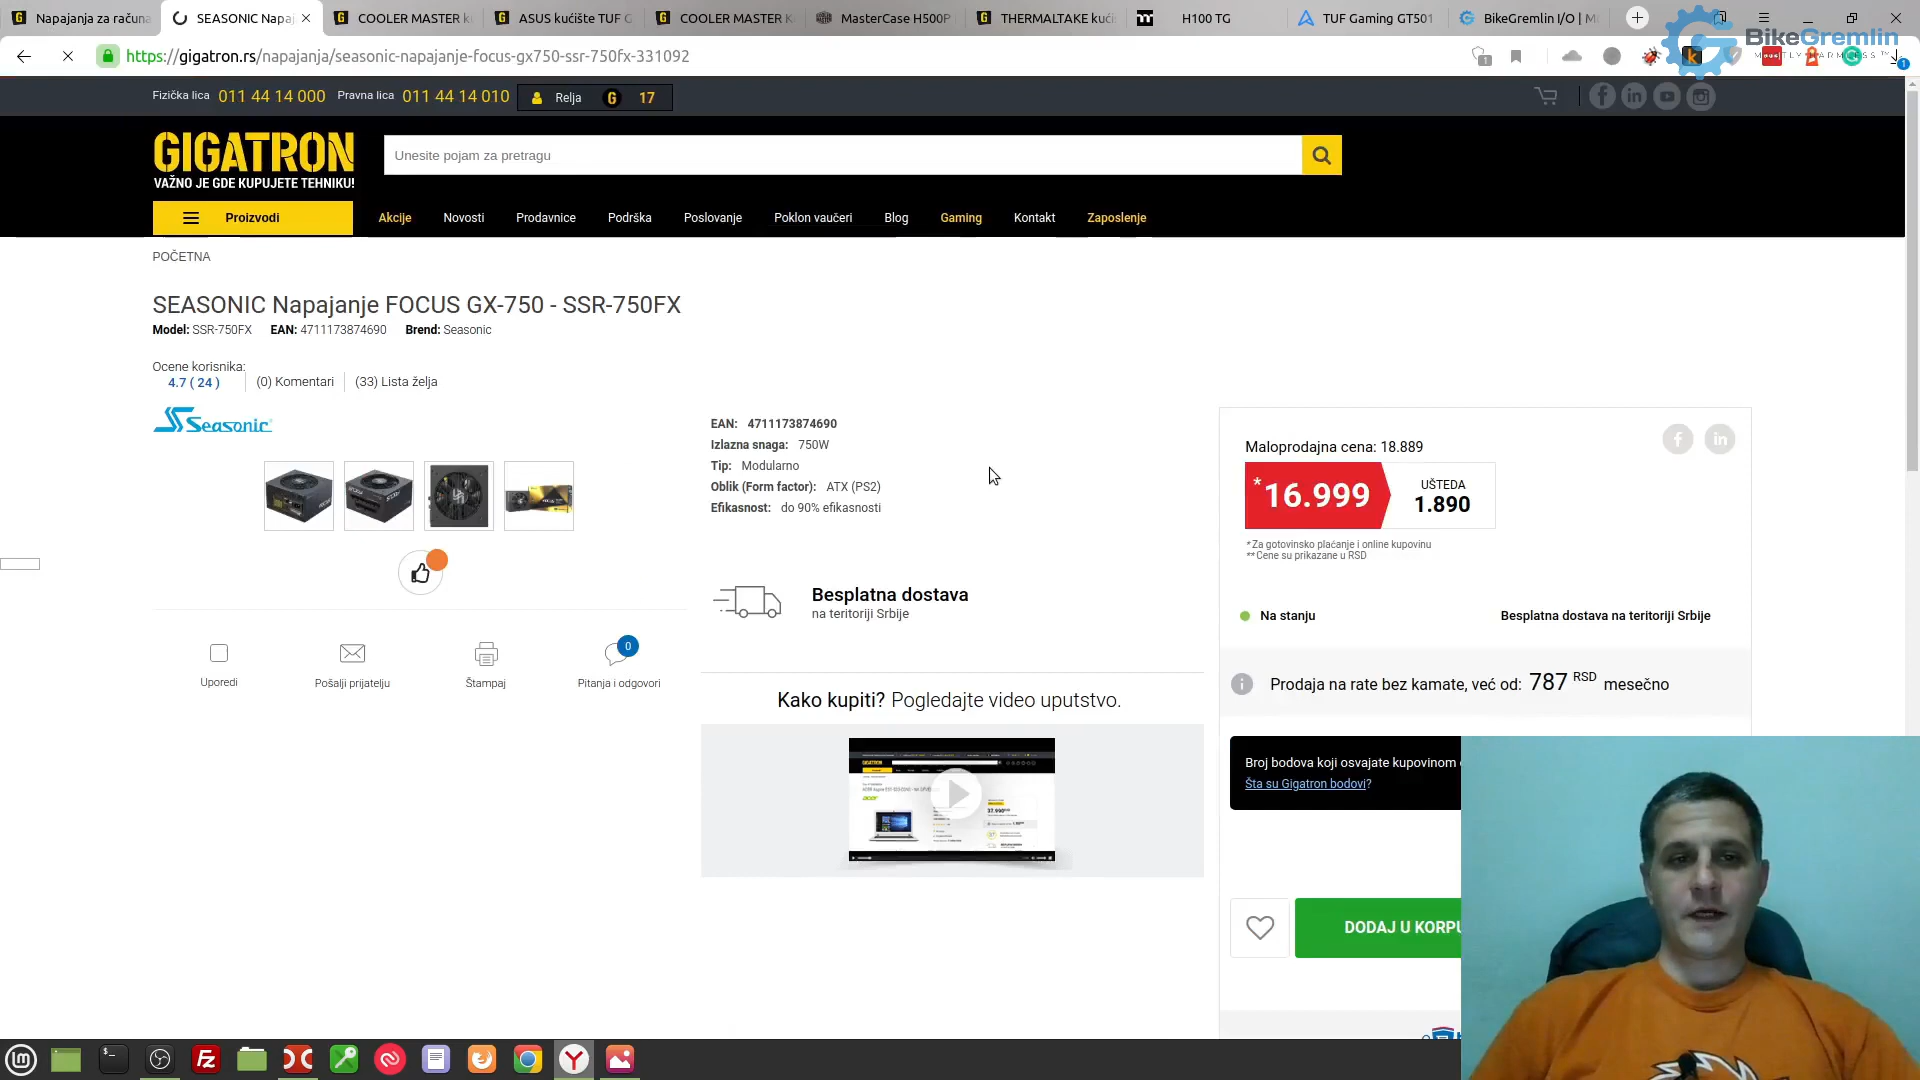 Napajanja za računa
SEASONIC Napaj
COOLER MASTER k
ASUS kućište TUF G
COOLER MASTER K
MasterCase H500P
THERMALTAKE kući
H100 TG
TUF Gaming GT501
BikeGremlin I/O | M
BikeGremlin
https://gigatron.rs/napajanja/seasonic-napajanje-focus-gx750-ssr-750fx-331092
Fizička lica 011 44 14 000 Pravna lica 011 44 14 010 Relja G 17
GIGATRON
VAŽNO JE GDE KUPUJETE TEHNIKU!
Unesite pojam za pretragu
Proizvodi
Akcije Novosti Prodavnice Podrška Poslovanje Poklon vaučeri Blog Gaming Kontakt Zaposlenje
POČETNA
SEASONIC Napajanje FOCUS GX-750 - SSR-750FX
Model: SSR-750FX EAN: 4711173874690 Brend: Seasonic
Ocene korisnika:
4.7 ( 24 ) (0) Komentari (33) Lista želja
Seasonic
EAN: 4711173874690
Izlazna snaga: 750W
Tip: Modularno
Oblik (Form factor): ATX (PS2)
Efikasnost: do 90% efikasnosti
Besplatna dostava
na teritoriji Srbije
Uporedi
Pošalji prijatelju
Štampaj
0
Pitanja i odgovori
Kako kupiti? Pogledajte video uputstvo.
Maloprodajna cena: 18.889
*16.999
UŠTEDA
1.890
* Za gotovinsko plaćanje i online kupovinu
** Cene su prikazane u RSD
Na stanju
Besplatna dostava na teritoriji Srbije
Prodaja na rate bez kamate, već od: 787 RSD mesečno
Broj bodova koji osvajate kupovinom
Šta su Gigatron bodovi?
DODAJ U KORPU